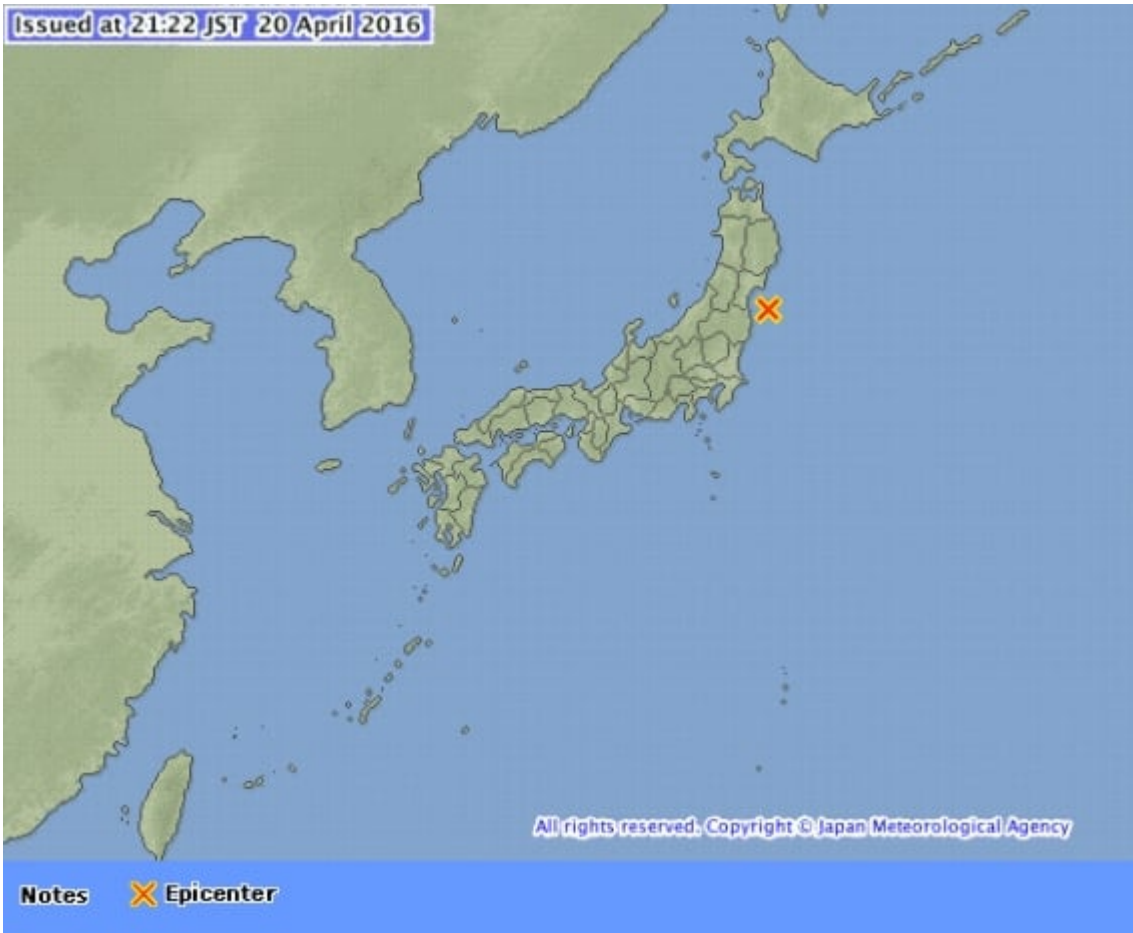 Issued at 21:22 JST 20 April 2016
All rights reserved. Copyright © Japan Meteorological Agency
Notes
Epicenter